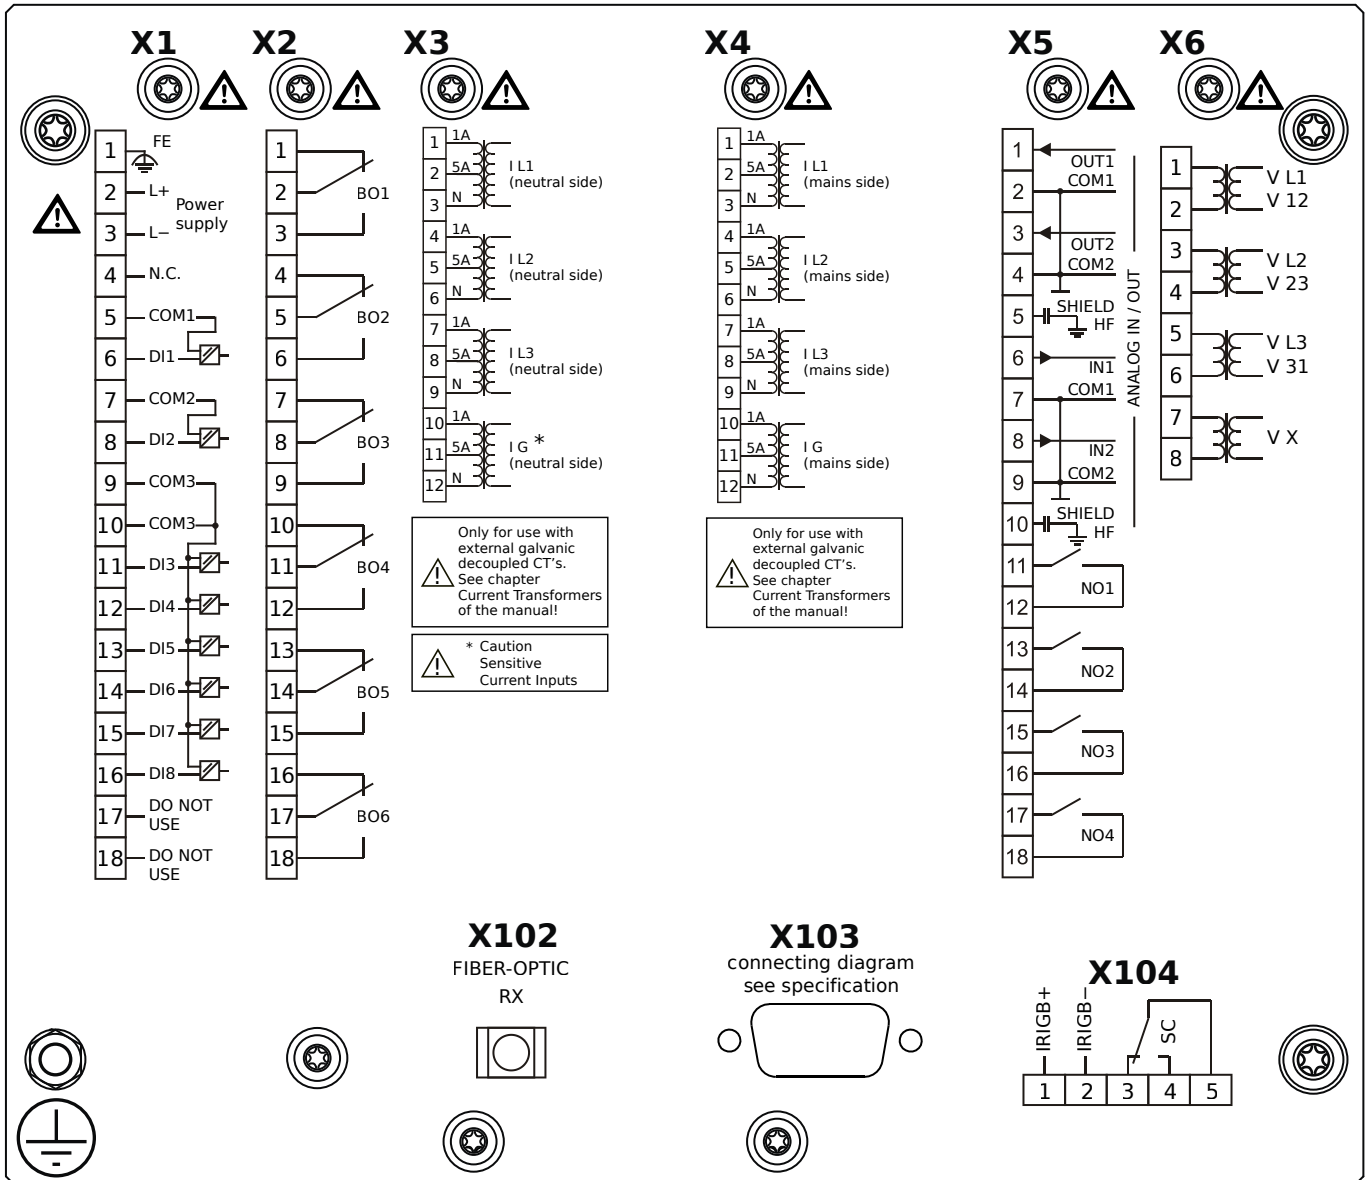 X1
1 FE
2 L+
Power
supply
3 L−
4 N.C.
5 COM1
6 DI1
7 COM2
8 DI2
9 COM3
10 COM3
11 DI3
12 DI4
13 DI5
14 DI6
15 DI7
16 DI8
17 DO NOT
USE
18 DO NOT
USE
X2
1
2 BO1
3
4
5 BO2
6
7
8 BO3
9
10
11 BO4
12
13
14 BO5
15
16
17 BO6
18
X3
1 1A
2 5A I L1
(neutral side)
3 N
4 1A
5 5A I L2
(neutral side)
6 N
7 1A
8 5A I L3
(neutral side)
9 N
10 1A
11 5A I G *
(neutral side)
12 N
Only for use with
external galvanic
decoupled CT's.
See chapter
Current Transformers
of the manual!
* Caution
Sensitive
Current Inputs
X4
1 1A
2 5A I L1
(mains side)
3 N
4 1A
5 5A I L2
(mains side)
6 N
7 1A
8 5A I L3
(mains side)
9 N
10 1A
11 5A I G
(mains side)
12 N
Only for use with
external galvanic
decoupled CT's.
See chapter
Current Transformers
of the manual!
X5
1
OUT1
2 COM1
3
OUT2
4 COM2
5 SHIELD
HF
6
IN1
7 COM1
8
IN2
9 COM2
10 SHIELD
HF
ANALOG IN / OUT
11
NO1
12
13
NO2
14
15
NO3
16
17
NO4
18
X6
1 V L1
2 V 12
3 V L2
4 V 23
5 V L3
6 V 31
7
V X
8
X102
FIBER-OPTIC
RX
X103
connecting diagram
see specification
X104
IRIGB+ IRIGB− SC
1 2 3 4 5